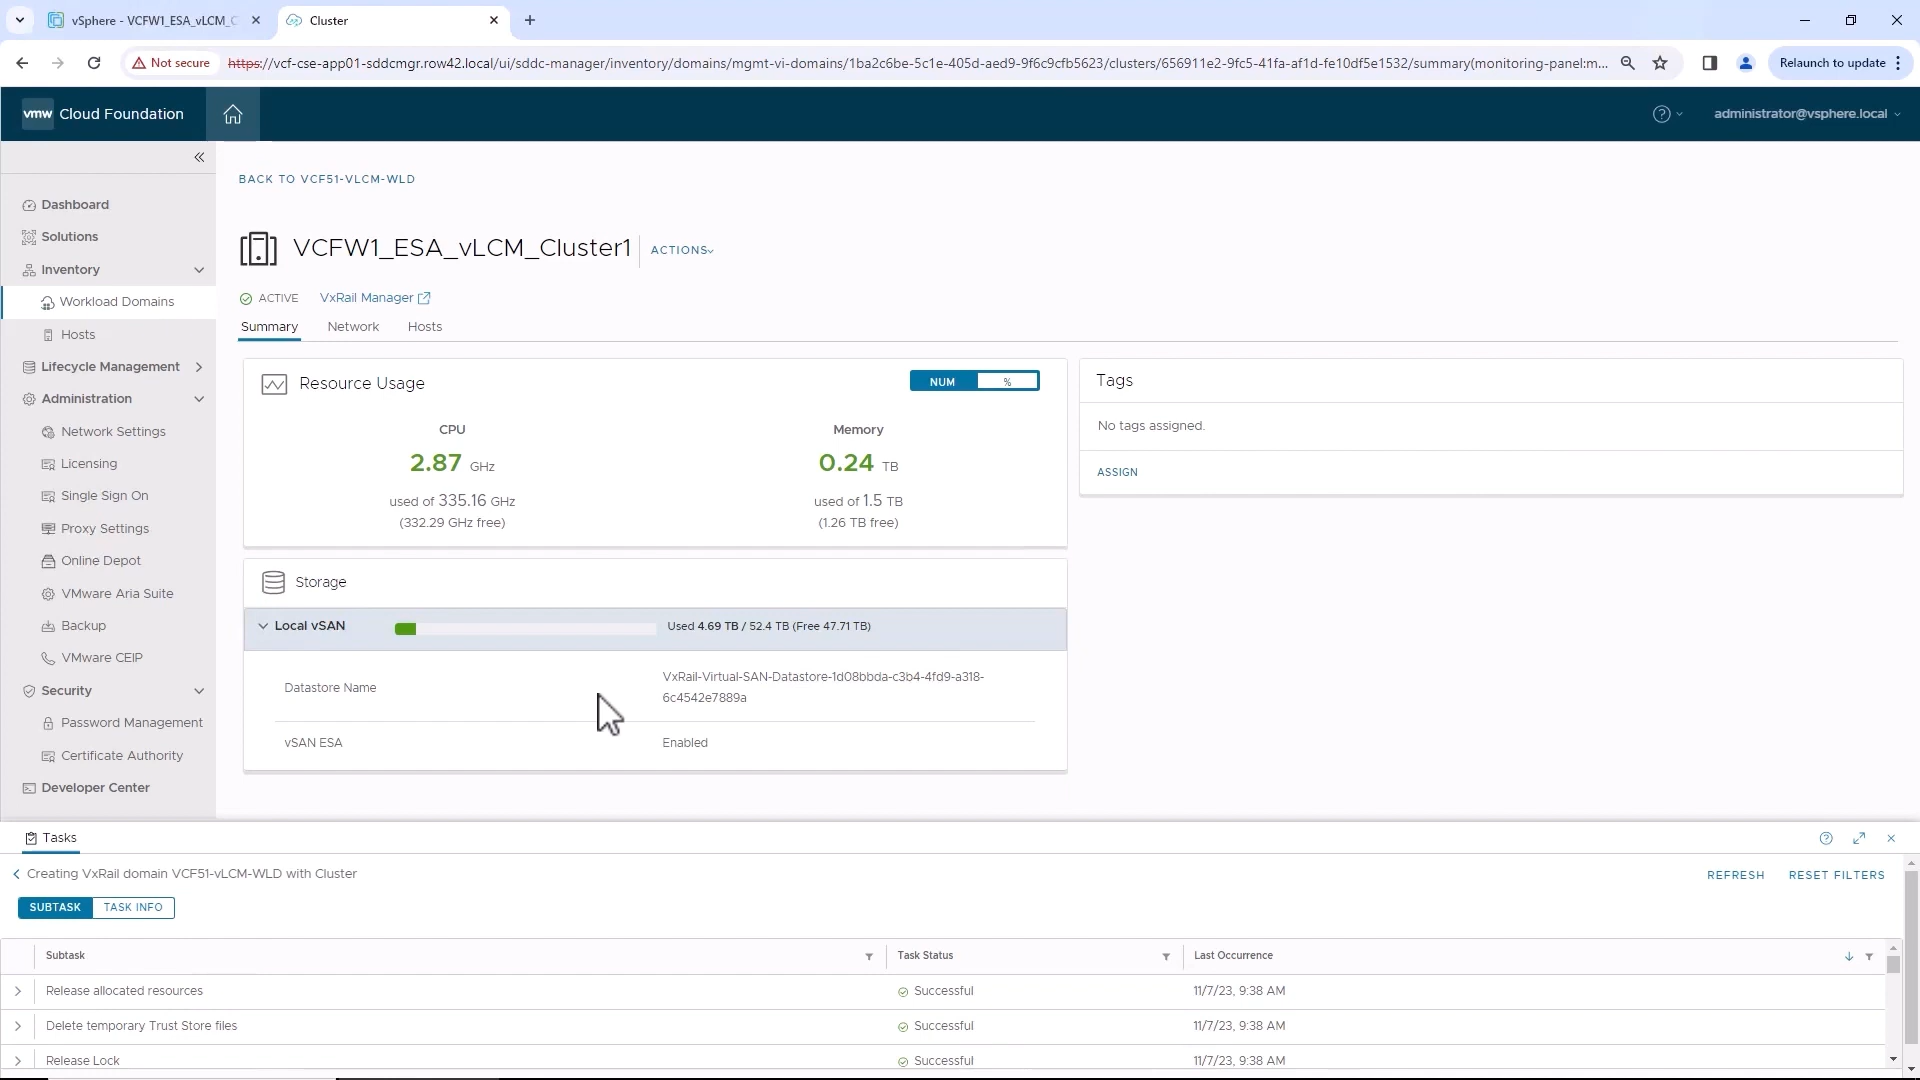 vSphere - VCFW1_ESA_vLCM_C
Cluster
Not secure
https://vcf-cse-app01-sddcmgr.row42.local/ui/sddc-manager/inventory/domains/mgmt-vi-domains/1ba2c6be-5c1e-405d-aed9-9f6c9cfb5623/clusters/656911e2-9fc5-41fa-af1d-fe10df5e1532/summary(monitoring-panel:m...
Relaunch to update
vmw Cloud Foundation
administrator@vsphere.local
BACK TO VCF51-VLCM-WLD
Dashboard
Solutions
Inventory
Workload Domains
Hosts
Lifecycle Management
Administration
Network Settings
Licensing
Single Sign On
Proxy Settings
Online Depot
VMware Aria Suite
Backup
VMware CEIP
Security
Password Management
Certificate Authority
Developer Center
VCFW1_ESA_vLCM_Cluster1
ACTIONS
ACTIVE VxRail Manager
Summary Network Hosts
Resource Usage
NUM %
CPU
2.87 GHz
used of 335.16 GHz
(332.29 GHz free)
Memory
0.24 TB
used of 1.5 TB
(1.26 TB free)
Tags
No tags assigned.
ASSIGN
Storage
Local vSAN Used 4.69 TB / 52.4 TB (Free 47.71 TB)
Datastore Name
VxRail-Virtual-SAN-Datastore-1d08bbda-c3b4-4fd9-a318-
6c4542e7889a
vSAN ESA Enabled
Tasks
Creating VxRail domain VCF51-vLCM-WLD with Cluster
REFRESH RESET FILTERS
SUBTASK TASK INFO
Subtask Task Status Last Occurrence
Release allocated resources Successful 11/7/23, 9:38 AM
Delete temporary Trust Store files Successful 11/7/23, 9:38 AM
Release Lock Successful 11/7/23, 9:38 AM